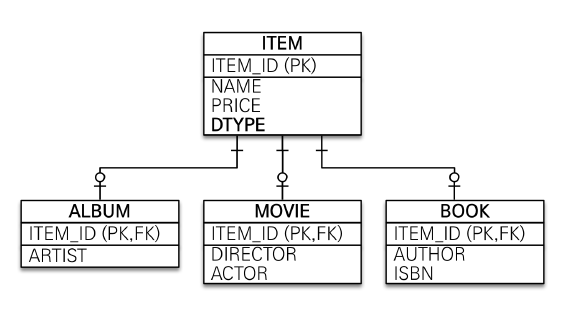 ITEM
ITEM_ID (PK)
NAME
PRICE
DTYPE
ALBUM
ITEM_ID (PK,FK)
ARTIST
MOVIE
ITEM_ID (PK,FK)
DIRECTOR
ACTOR
BOOK
ITEM_ID (PK,FK)
AUTHOR
ISBN